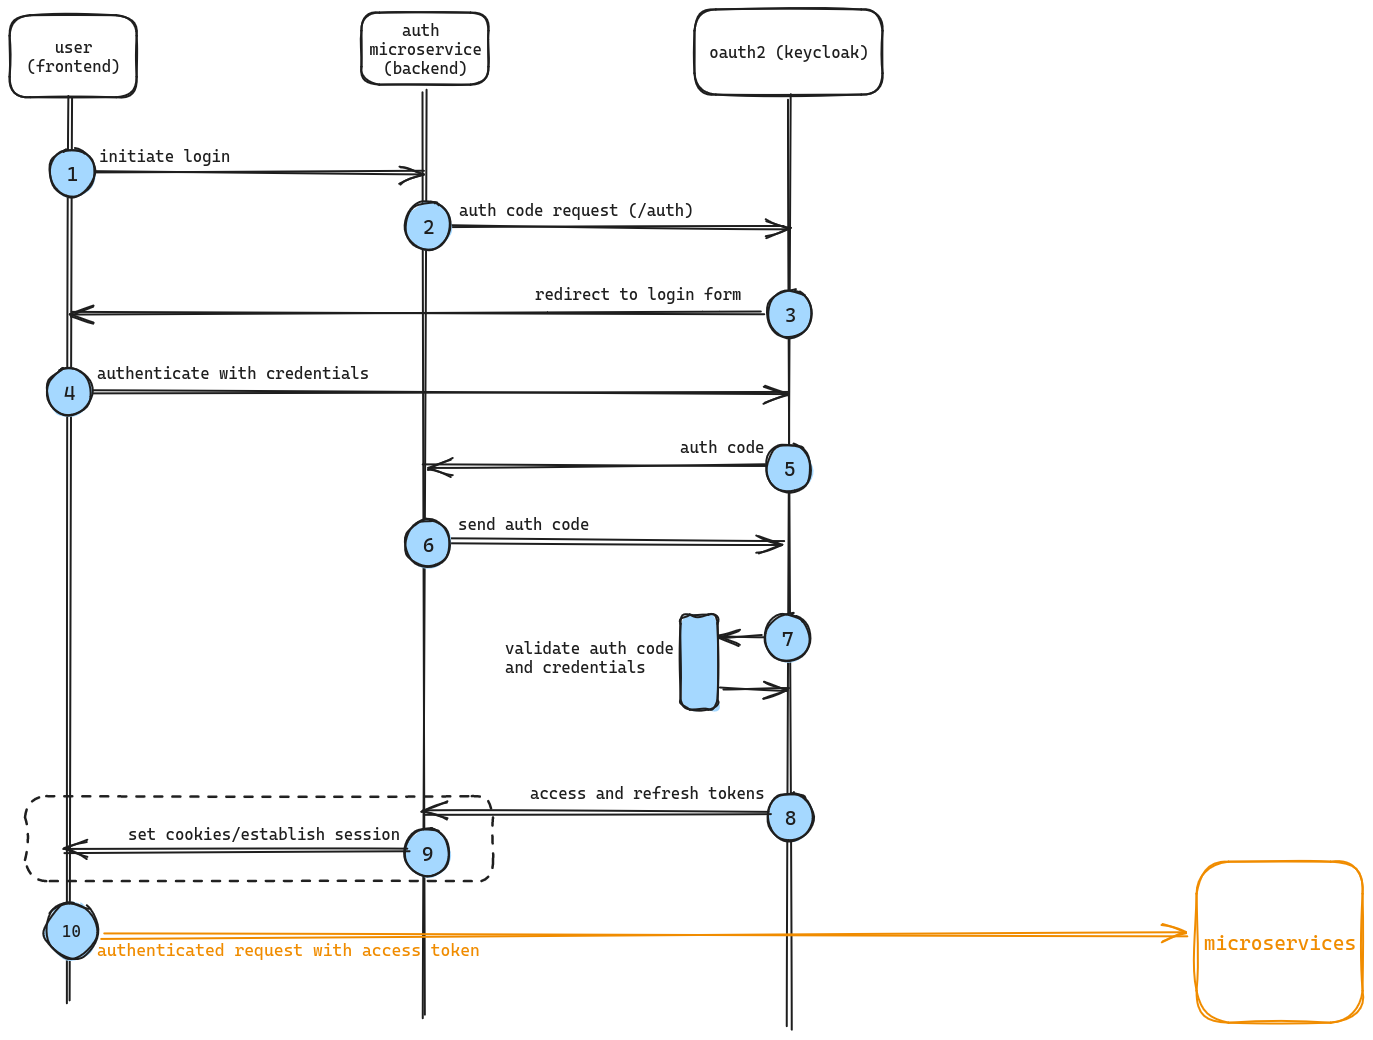 user
(frontend)
auth
microservice
(backend)
oauth2 (keycloak)
1
initiate login
2
auth code request (/auth)
redirect to login form
3
4
authenticate with credentials
auth code
5
6
send auth code
7
validate auth code
and credentials
access and refresh tokens
8
set cookies/establish session
9
10
authenticated request with access token
microservices